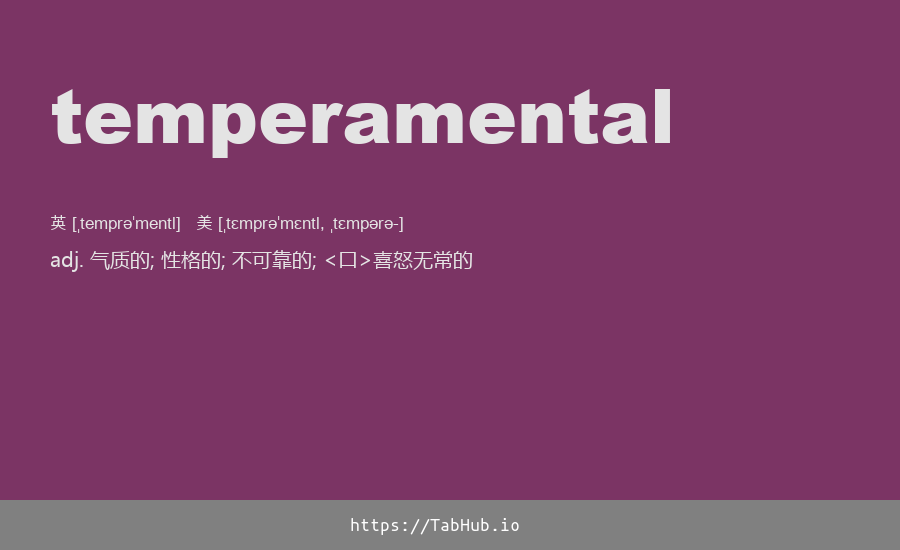 temperamental
英 [ˌtemprəˈmentl] 美 [ˌtɛmprəˈmɛntl, ˌtɛmpərə-]
adj. 气质的; 性格的; 不可靠的; <口>喜怒无常的
https://TabHub.io